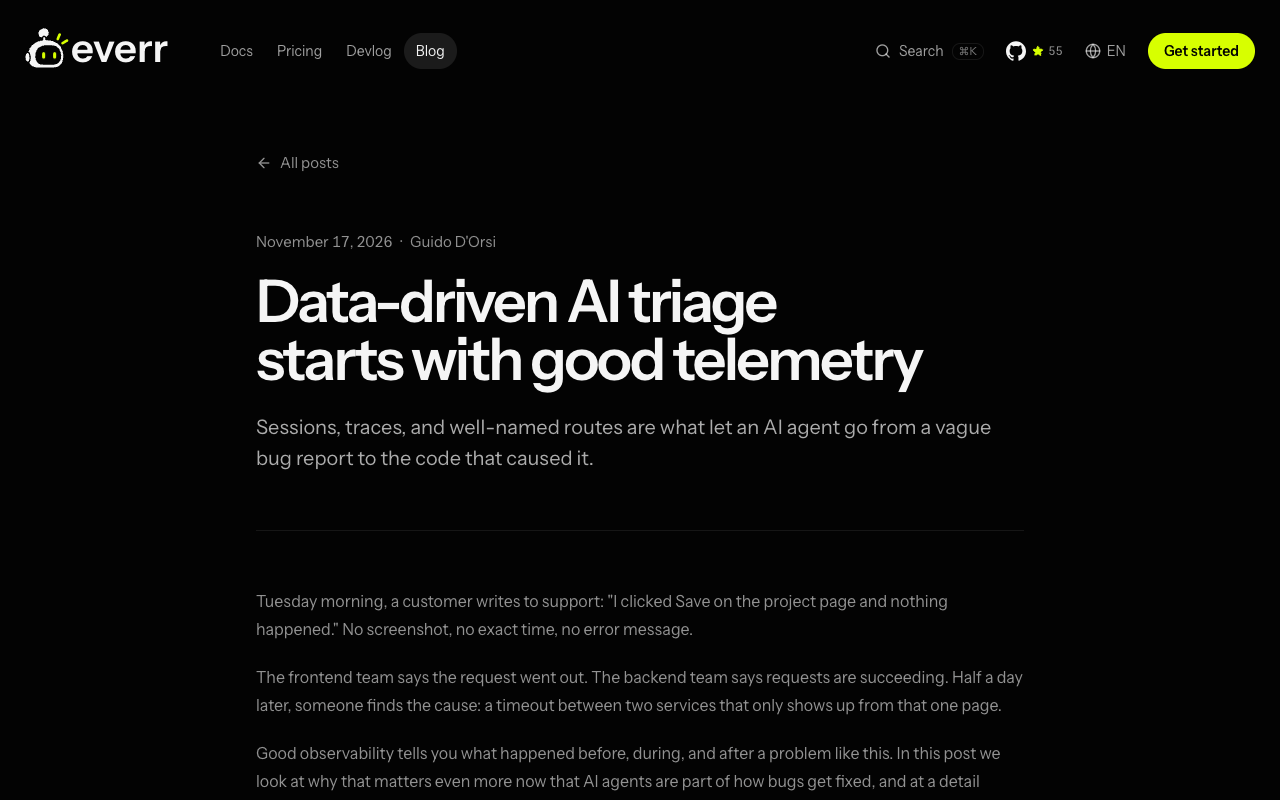 everr
Docs
Pricing
Devlog
Blog
Search
⌘K
55
EN
Get started
All posts
November 17, 2026 · Guido D'Orsi
Data-driven AI triage
starts with good telemetry
Sessions, traces, and well-named routes are what let an AI agent go from a vague
bug report to the code that caused it.
Tuesday morning, a customer writes to support: "I clicked Save on the project page and nothing
happened." No screenshot, no exact time, no error message.
The frontend team says the request went out. The backend team says requests are succeeding. Half a day
later, someone finds the cause: a timeout between two services that only shows up from that one page.
Good observability tells you what happened before, during, and after a problem like this. In this post we
look at why that matters even more now that AI agents are part of how bugs get fixed, and at a detail